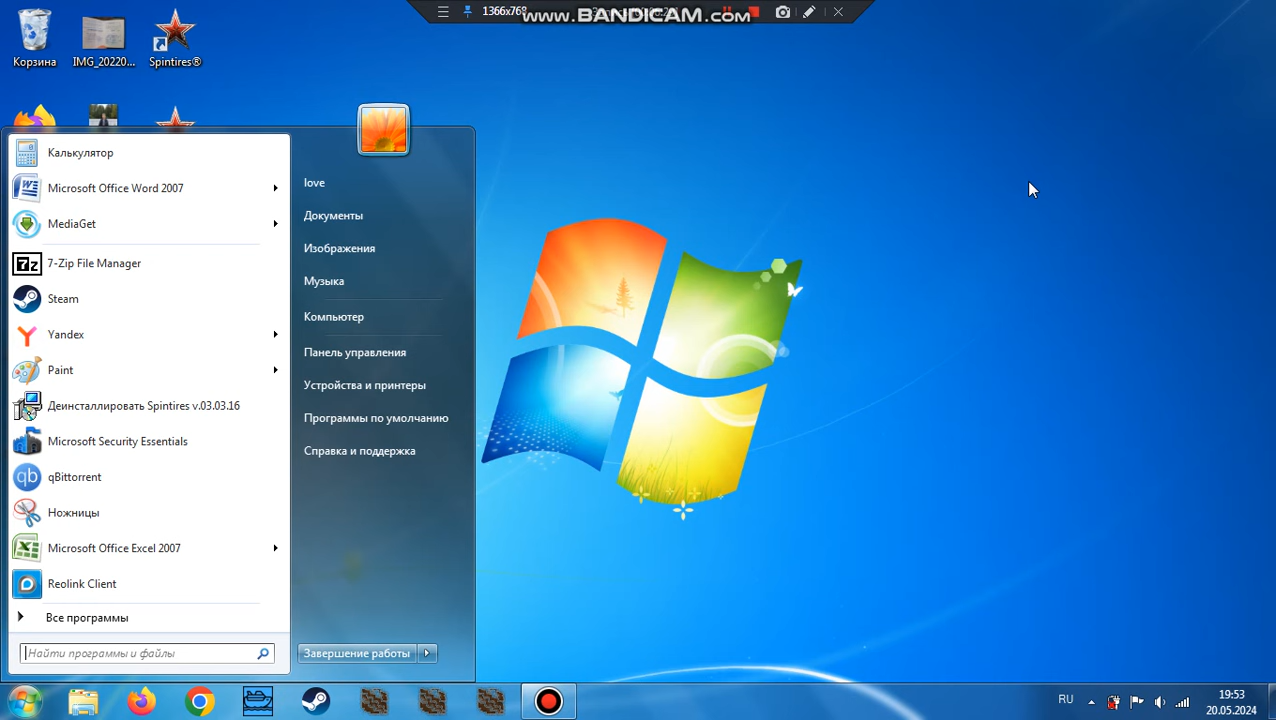 1366x768
www.BANDICAM.com
Корзина
IMG_20220...
Spintires®
Калькулятор
Microsoft Office Word 2007
MediaGet
7-Zip File Manager
Steam
Yandex
Paint
Деинсталлировать Spintires v.03.03.16
Microsoft Security Essentials
qBittorrent
Ножницы
Microsoft Office Excel 2007
Reolink Client
Все программы
Найти программы и файлы
love
Документы
Изображения
Музыка
Компьютер
Панель управления
Устройства и принтеры
Программы по умолчанию
Справка и поддержка
Завершение работы
RU
19:53
20.05.2024